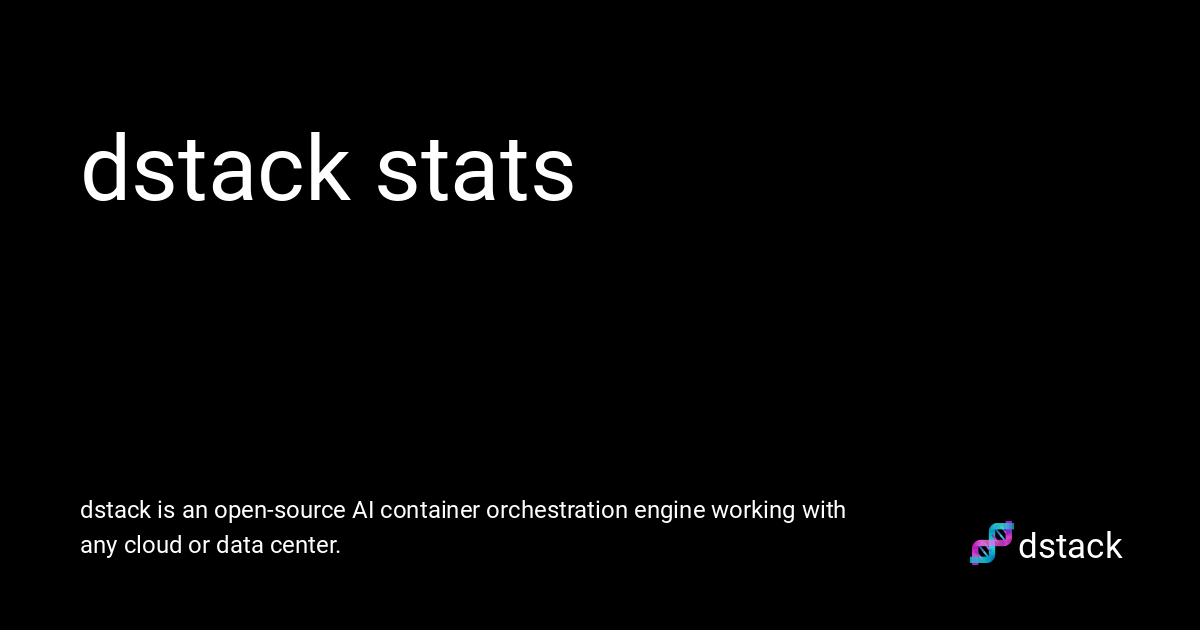 dstack stats
dstack is an open-source AI container orchestration engine working with
any cloud or data center.
dstack